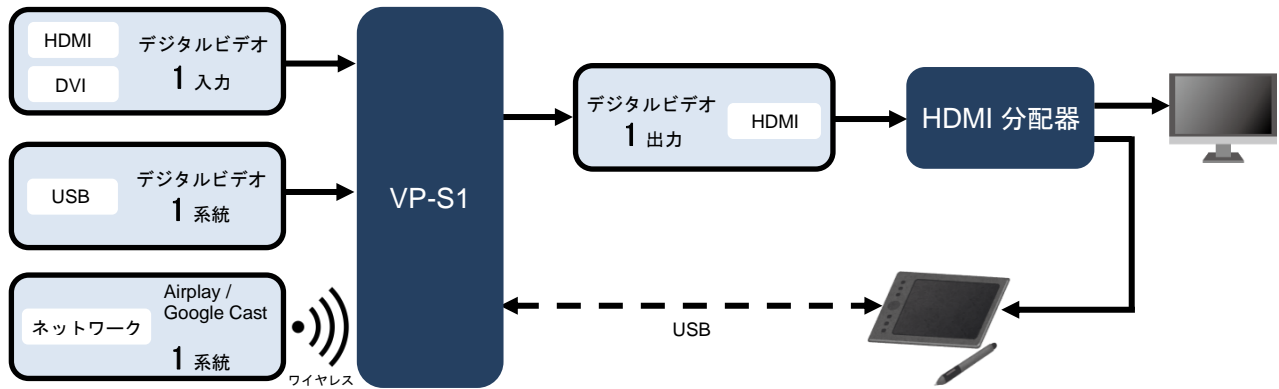 HDMI
DVI
デジタルビデオ
1 入力
USB
デジタルビデオ
1 系統
ネットワーク
Airplay /
Google Cast
1 系統
ワイヤレス
VP-S1
デジタルビデオ
1 出力
HDMI
HDMI 分配器
USB